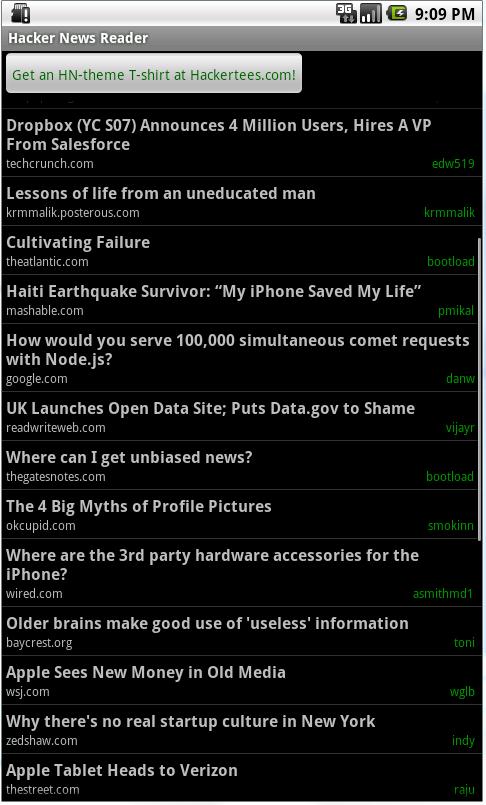 3G 9:09 PM
Hacker News Reader
Get an HN-theme T-shirt at Hackertees.com!
Dropbox (YC S07) Announces 4 Million Users, Hires A VP
From Salesforce
techcrunch.com edw519
Lessons of life from an uneducated man
krmmalik.posterous.com krmmalik
Cultivating Failure
theatlantic.com bootload
Haiti Earthquake Survivor: “My iPhone Saved My Life”
mashable.com pmikal
How would you serve 100,000 simultaneous comet requests
with Node.js?
google.com danw
UK Launches Open Data Site; Puts Data.gov to Shame
readwriteweb.com vijayr
Where can I get unbiased news?
thegatesnotes.com bootload
The 4 Big Myths of Profile Pictures
okcupid.com smokinn
Where are the 3rd party hardware accessories for the
iPhone?
wired.com asmithmd1
Older brains make good use of 'useless' information
baycrest.org toni
Apple Sees New Money in Old Media
wsj.com wglb
Why there's no real startup culture in New York
zedshaw.com indy
Apple Tablet Heads to Verizon
thestreet.com raju